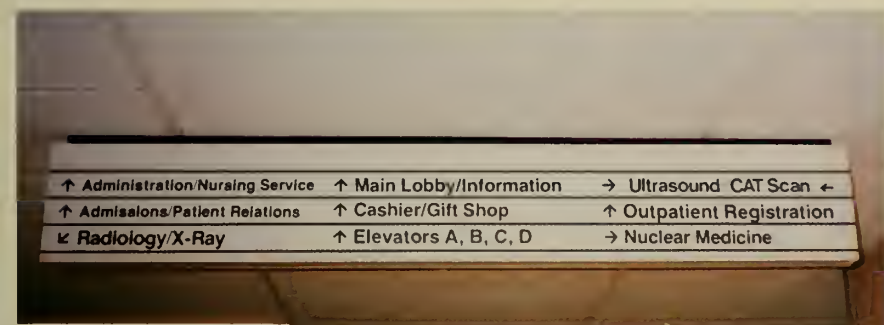 ↑ Administration/Nursing Service ↑ Main Lobby/Information → Ultrasound CAT Scan ←
↑ Admissions/Patient Relations ↑ Cashier/Gift Shop ↑ Outpatient Registration
↙ Radiology/X-Ray ↑ Elevators A, B, C, D → Nuclear Medicine